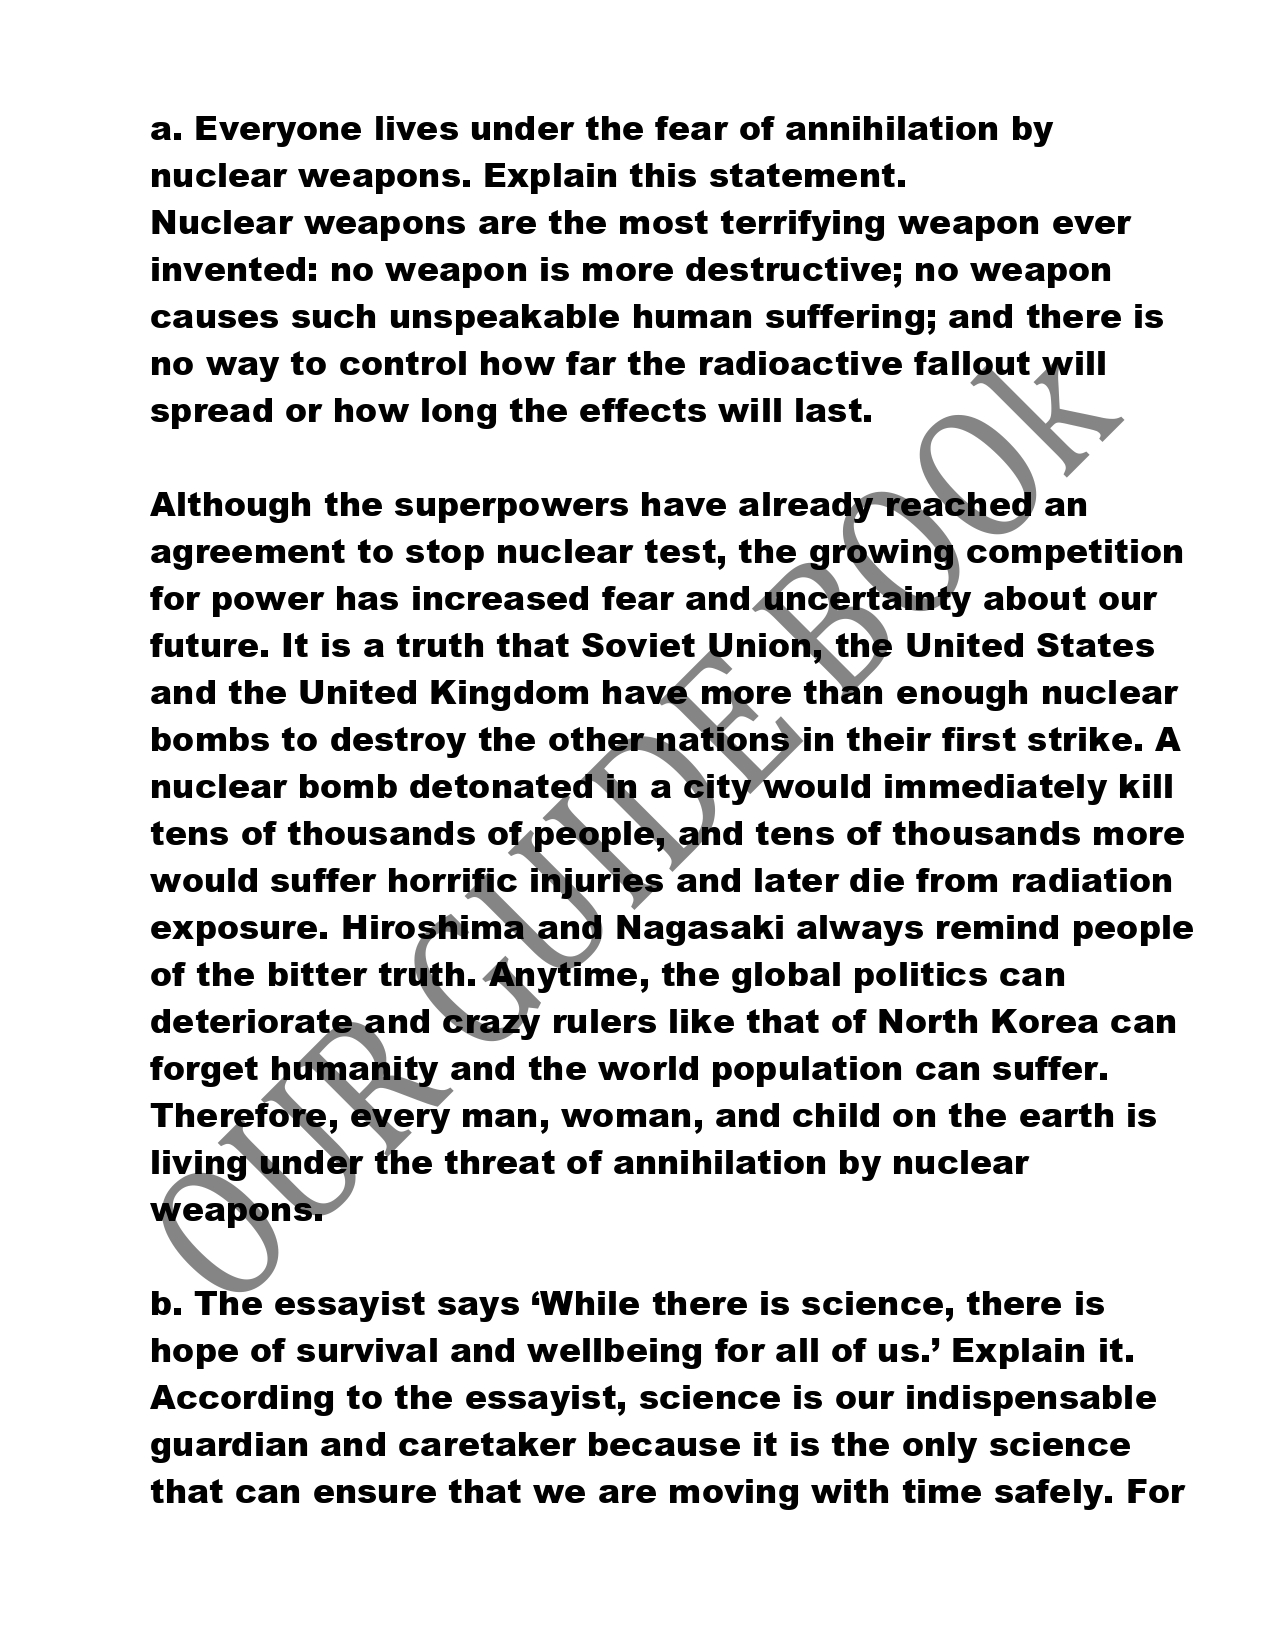 a. Everyone lives under the fear of annihilation by
nuclear weapons. Explain this statement.
Nuclear weapons are the most terrifying weapon ever
invented: no weapon is more destructive; no weapon
causes such unspeakable human suffering; and there is
no way to control how far the radioactive fallout will
spread or how long the effects will last.
Although the superpowers have already reached an
agreement to stop nuclear test, the growing competition
for power has increased fear and uncertainty about our
future. It is a truth that Soviet Union, the United States
and the United Kingdom have more than enough nuclear
bombs to destroy the other nations in their first strike. A
nuclear bomb detonated in a city would immediately kill
tens of thousands of people, and tens of thousands more
would suffer horrific injuries and later die from radiation
exposure. Hiroshima and Nagasaki always remind people
of the bitter truth. Anytime, the global politics can
deteriorate and crazy rulers like that of North Korea can
forget humanity and the world population can suffer.
Therefore, every man, woman, and child on the earth is
living under the threat of annihilation by nuclear
weapons.
b. The essayist says ‘While there is science, there is
hope of survival and wellbeing for all of us.’ Explain it.
According to the essayist, science is our indispensable
guardian and caretaker because it is the only science
that can ensure that we are moving with time safely. For
OUR GUIDE BOOK